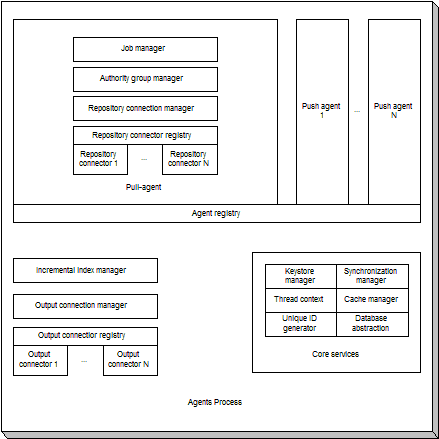 Job manager
Authority group manager
Repository connection manager
Repository connector registry
Repository
connector 1
...
Repository
connector N
Pull-agent
Push agent
1
...
Push agent
N
Agent registry
Incremental index manager
Output connection manager
Output connection registry
Output
connector 1
...
Output
connector N
Keystore
manager
Synchronization
manager
Thread context
Cache manager
Unique ID
generator
Database
abstraction
Core services
Agents Process